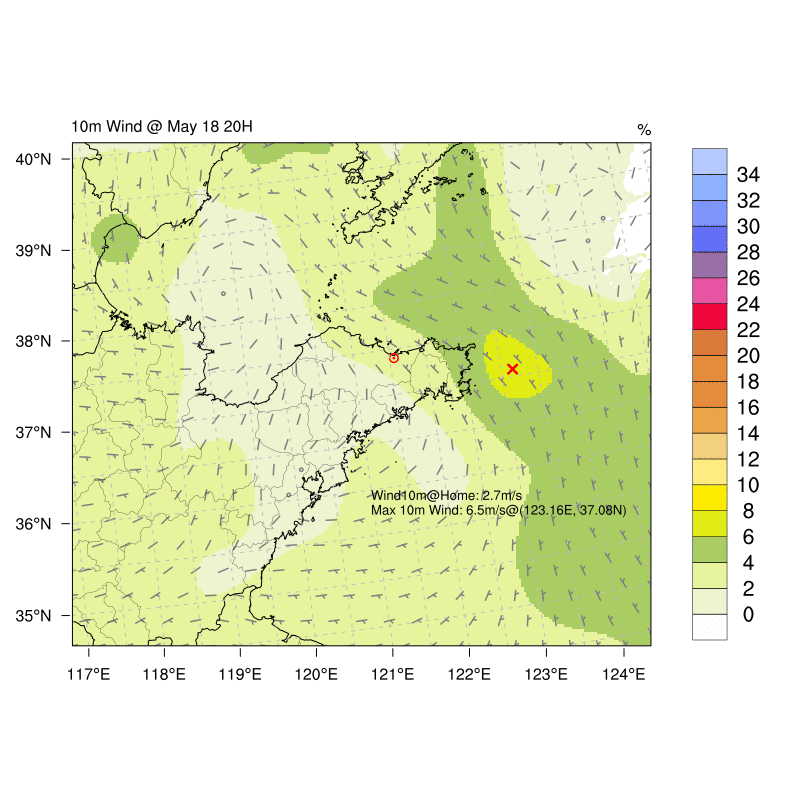 10m Wind @ May 18 20H
%
40°N
39°N
38°N
37°N
36°N
35°N
117°E 118°E 119°E 120°E 121°E 122°E 123°E 124°E
Wind10m@Home: 2.7m/s
Max 10m Wind: 6.5m/s@(123.16E, 37.08N)
34
32
30
28
26
24
22
20
18
16
14
12
10
8
6
4
2
0